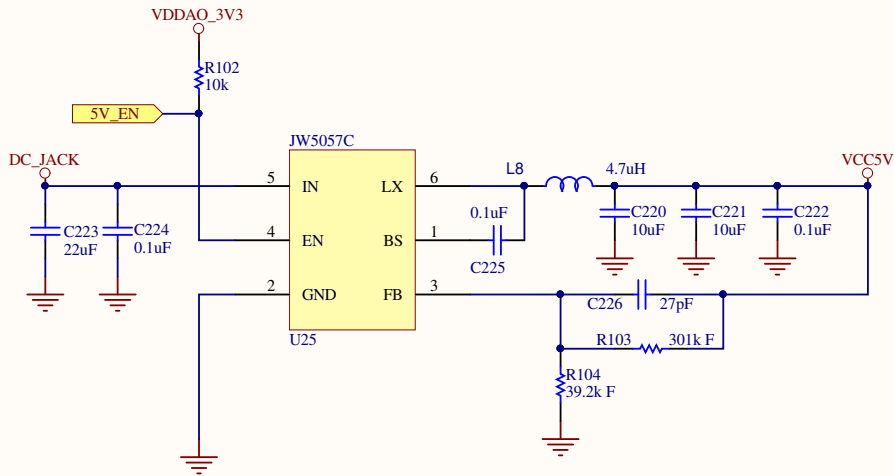 VDDAO_3V3
R102
10k
5V_EN
JW5057C
DC_JACK
L8
4.7uH
VCC5V
5
IN
LX
6
C223
22uF
C224
0.1uF
0.1uF
C220
10uF
C221
10uF
C222
0.1uF
4
EN
BS
1
C225
2
GND
FB
3
C226
27pF
U25
R103
301k F
R104
39.2k F